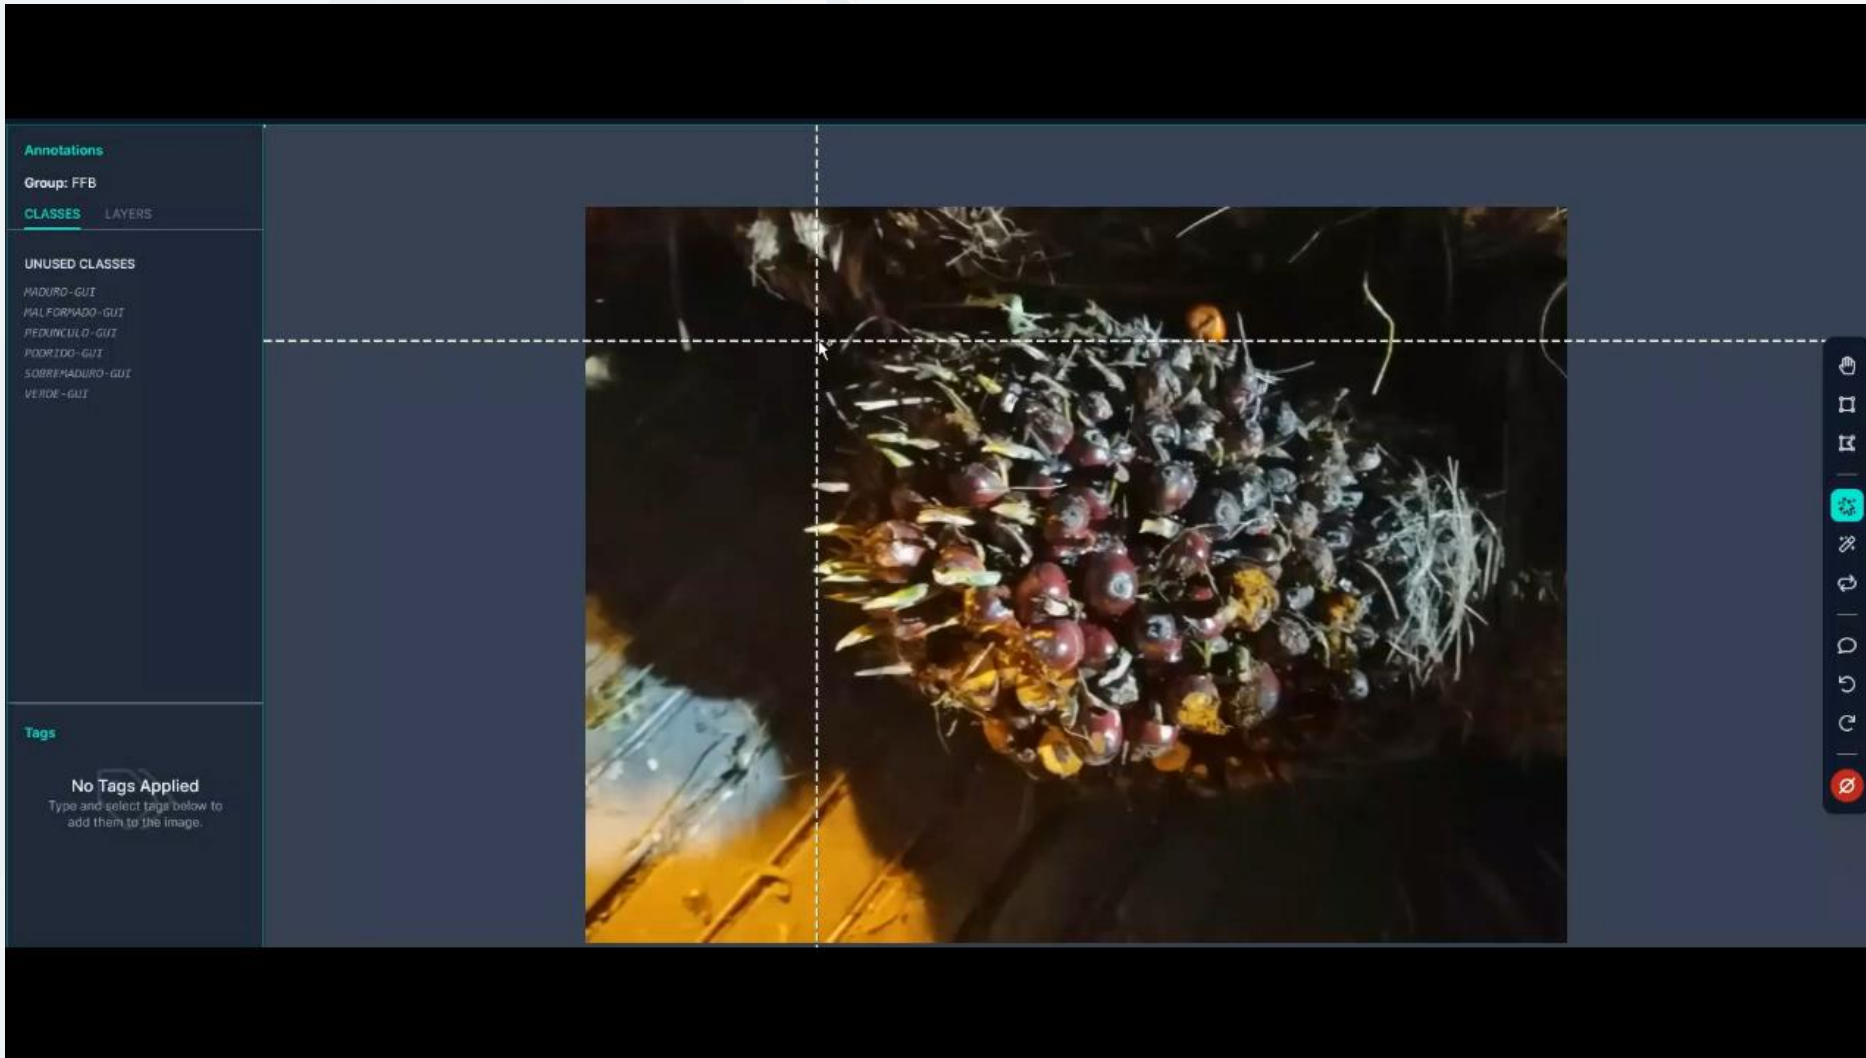 Annotations
Group: FFB
CLASSES LAYERS
UNUSED CLASSES
MADURO-GUI
MALFORMADO-GUI
PEDUNCULO-GUI
PODRIDO-GUI
SOBREMADURO-GUI
VERDE-GUI
Tags
No Tags Applied
Type and select tags below to
add them to the image.